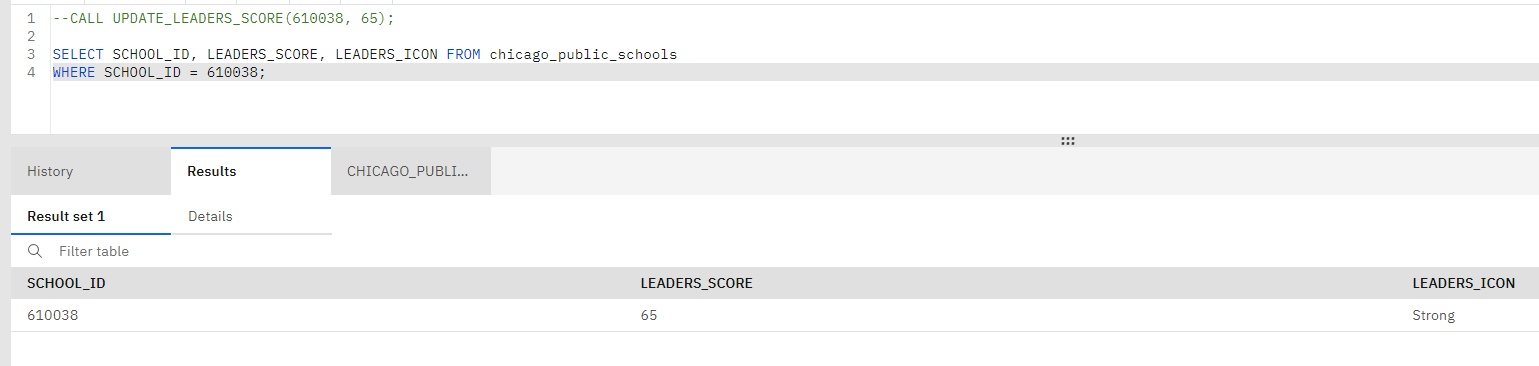 1 --CALL UPDATE_LEADERS_SCORE(610038, 65);
2
3 SELECT SCHOOL_ID, LEADERS_SCORE, LEADERS_ICON FROM chicago_public_schools
4 WHERE SCHOOL_ID = 610038;
History Results CHICAGO_PUBLI...
Result set 1 Details
Filter table
SCHOOL_ID LEADERS_SCORE LEADERS_ICON
610038 65 Strong